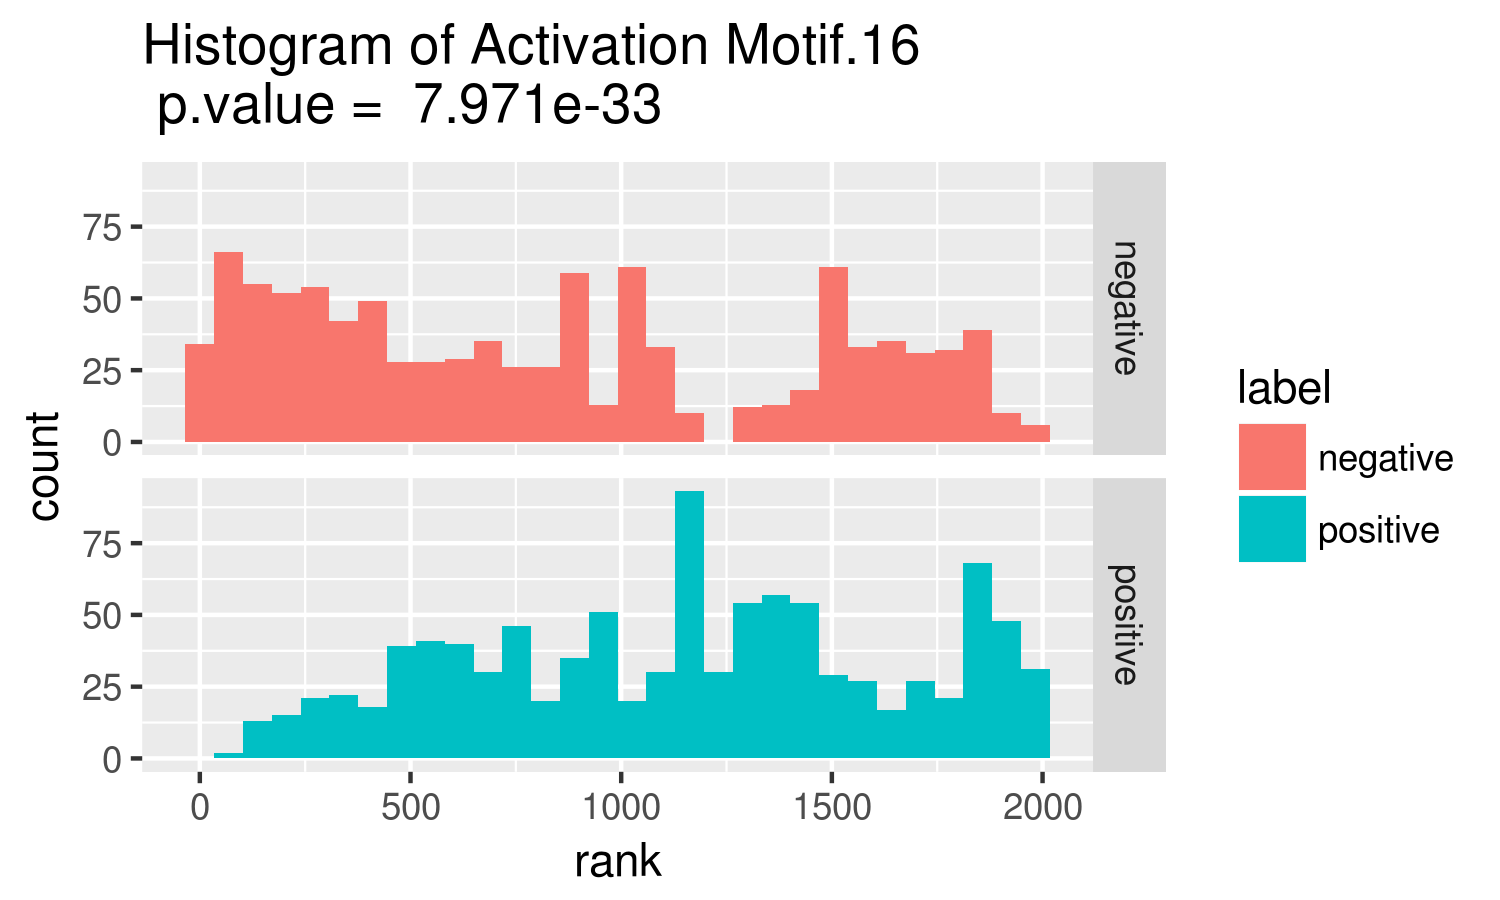 Histogram of Activation Motif.16
p.value = 7.971e-33
75
50
25
0
negative
75
50
25
0
positive
0 500 1000 1500 2000
rank
count
label
negative
positive